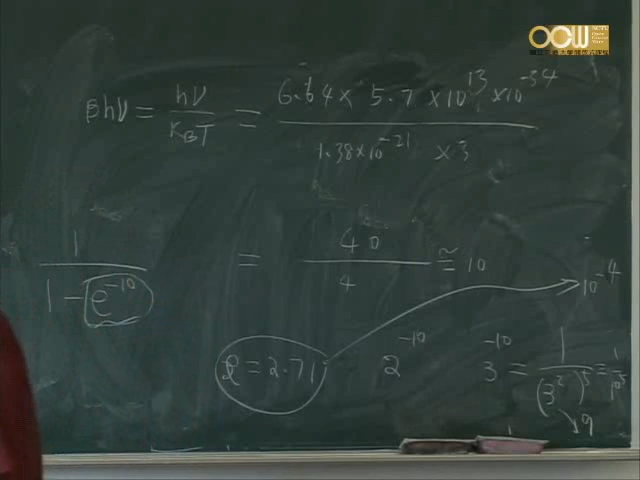 OCW
βhν = hν / K_B T = 6.64 × 5.7 × 10^13 × 10^-34 / 1.38 × 10^-21 × 3
1 / 1 - e^-10 = 40 / 4 ≅ 10 10^-4
e = 2.71 2^-10 3^-10 = 1 / (3^2)^5 = 1 / 10^5
9